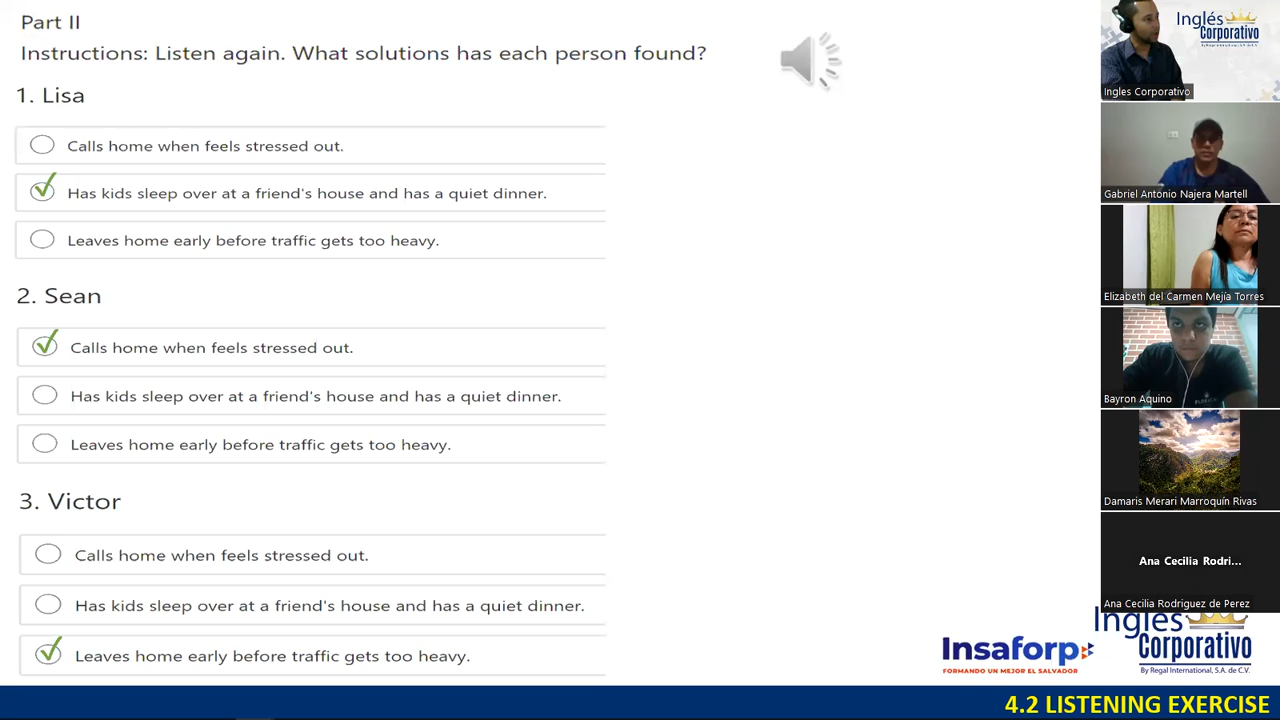 Part II
Instructions: Listen again. What solutions has each person found?
1. Lisa
Calls home when feels stressed out.
Has kids sleep over at a friend's house and has a quiet dinner.
Leaves home early before traffic gets too heavy.
2. Sean
Calls home when feels stressed out.
Has kids sleep over at a friend's house and has a quiet dinner.
Leaves home early before traffic gets too heavy.
3. Victor
Calls home when feels stressed out.
Has kids sleep over at a friend's house and has a quiet dinner.
Leaves home early before traffic gets too heavy.
Inglés
Corporativo
By Regal International, S.A. de C.V.
Ingles Corporativo
Gabriel Antonio Najera Martell
Elizabeth del Carmen Mejía Torres
Bayron Aquino
Damaris Merari Marroquín Rivas
Ana Cecilia Rodri...
Ana Cecilia Rodriguez de Perez
Insaforp
FORMANDO UN MEJOR EL SALVADOR
Inglés
Corporativo
By Regal International, S.A. de C.V.
4.2 LISTENING EXERCISE